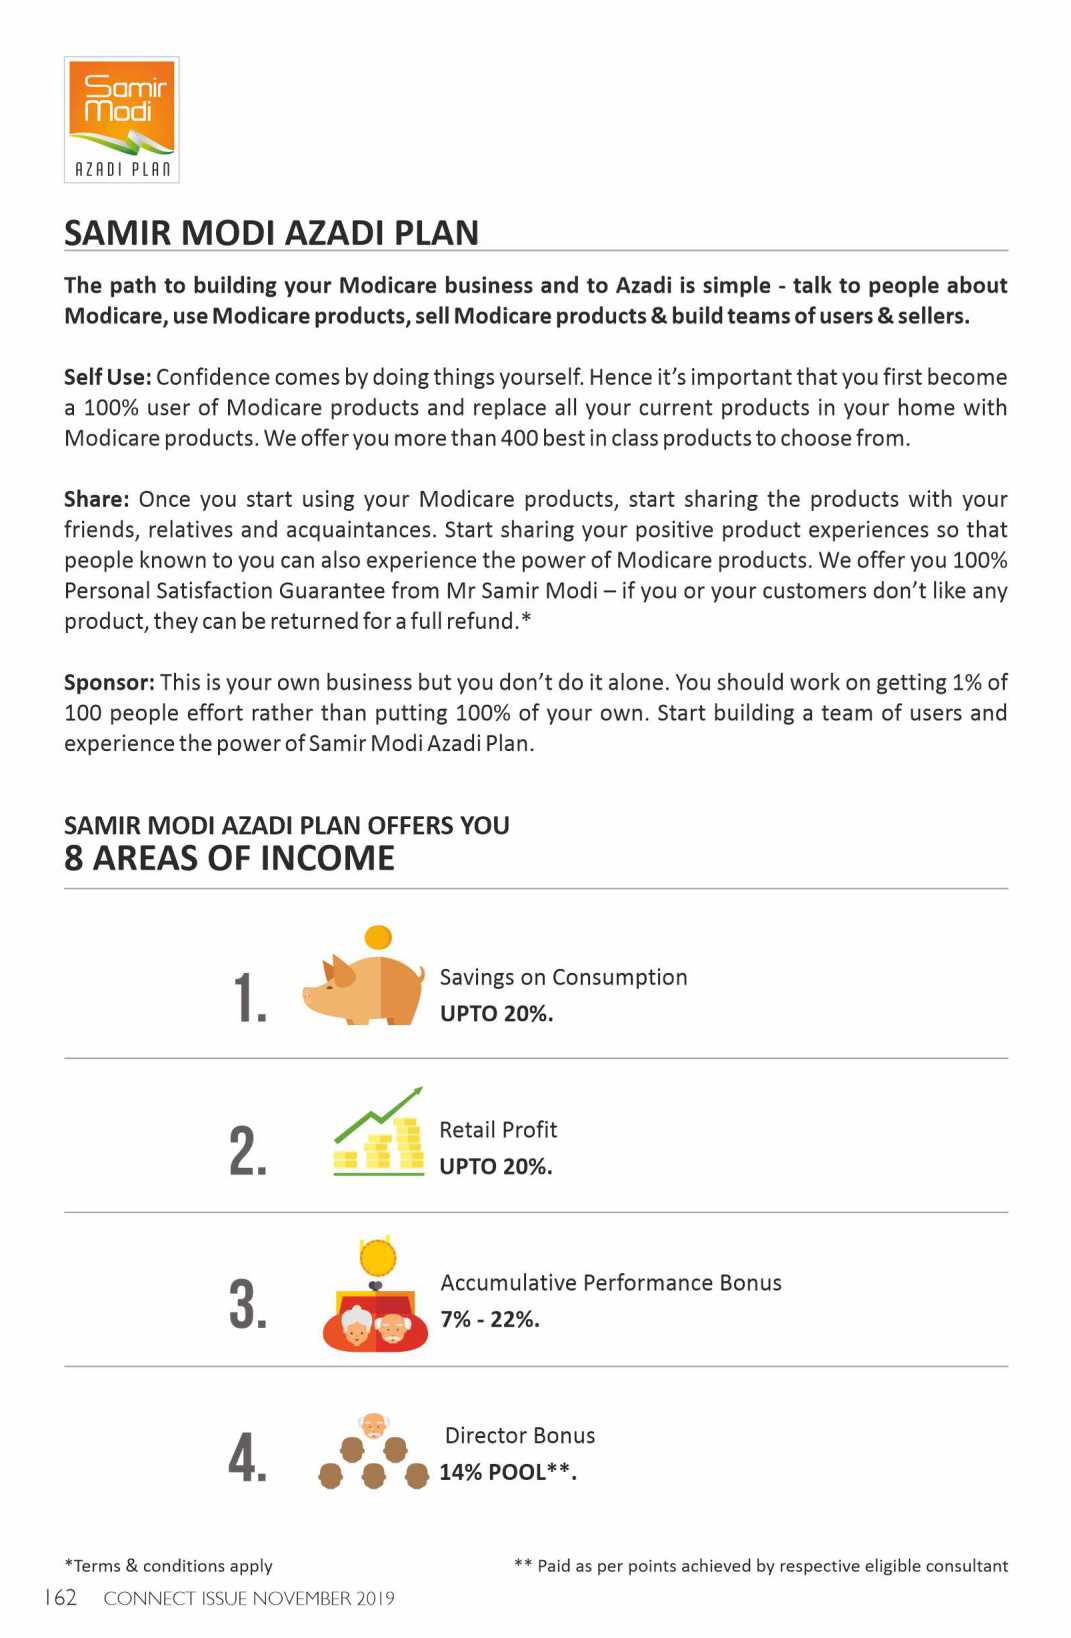 Samir
Modi
AZADI PLAN
SAMIR MODI AZADI PLAN
The path to building your Modicare business and to Azadi is simple - talk to people about
Modicare, use Modicare products, sell Modicare products & build teams of users & sellers.
Self Use: Confidence comes by doing things yourself. Hence it’s important that you first become
a 100% user of Modicare products and replace all your current products in your home with
Modicare products. We offer you more than 400 best in class products to choose from.
Share: Once you start using your Modicare products, start sharing the products with your
friends, relatives and acquaintances. Start sharing your positive product experiences so that
people known to you can also experience the power of Modicare products. We offer you 100%
Personal Satisfaction Guarantee from Mr Samir Modi – if you or your customers don’t like any
product, they can be returned for a full refund.*
Sponsor: This is your own business but you don’t do it alone. You should work on getting 1% of
100 people effort rather than putting 100% of your own. Start building a team of users and
experience the power of Samir Modi Azadi Plan.
SAMIR MODI AZADI PLAN OFFERS YOU
8 AREAS OF INCOME
1.
Savings on Consumption
UPTO 20%.
2.
Retail Profit
UPTO 20%.
3.
Accumulative Performance Bonus
7% - 22%.
4.
Director Bonus
14% POOL**.
*Terms & conditions apply
** Paid as per points achieved by respective eligible consultant
162 CONNECT ISSUE NOVEMBER 2019